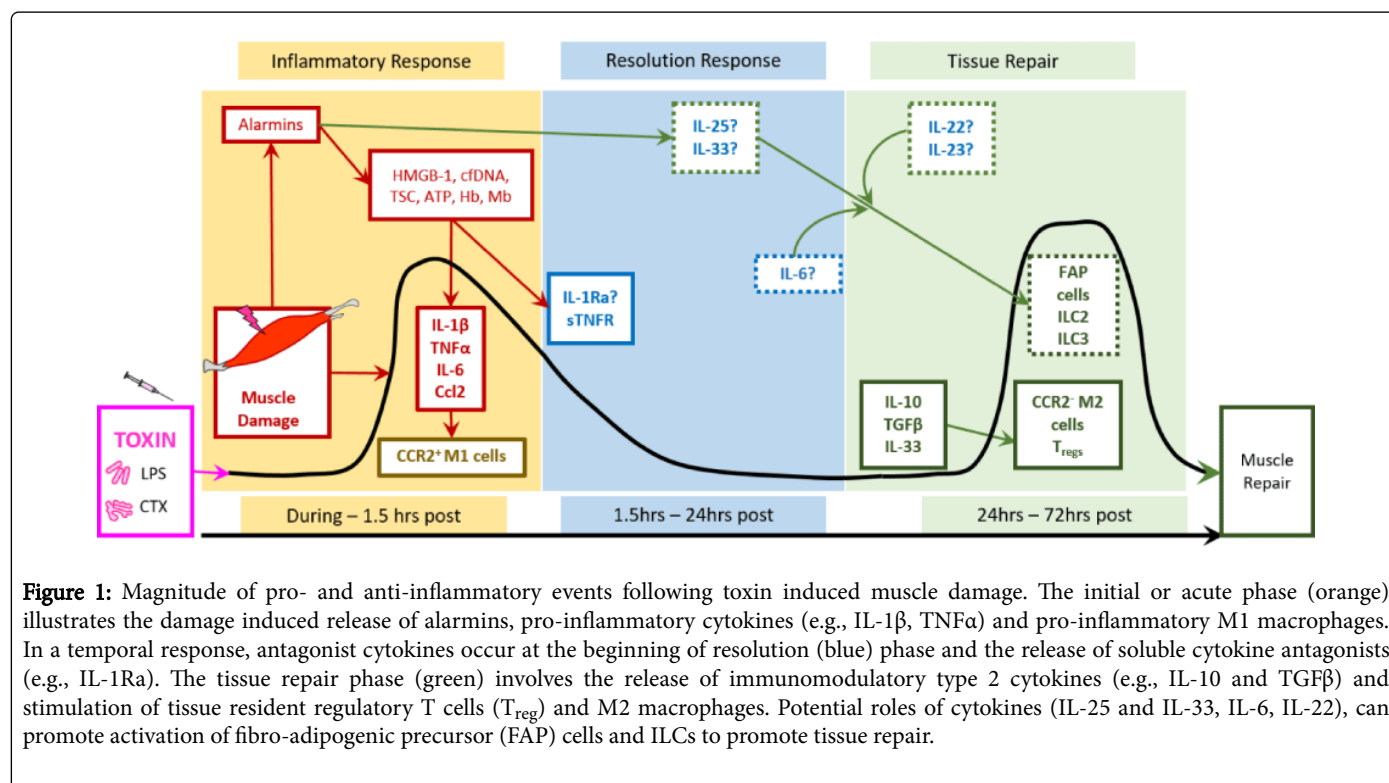 Inflammatory Response
Resolution Response
Tissue Repair
Alarmins
HMGB-1, cfDNA,
TSC, ATP, Hb, Mb
IL-25?
IL-33?
IL-22?
IL-23?
IL-6?
IL-1Ra?
sTNFR
IL-1β
TNFα
IL-6
Ccl2
CCR2⁺ M1 cells
Muscle
Damage
TOXIN
LPS
CTX
FAP
cells
ILC2
ILC3
IL-10
TGFβ
IL-33
CCR2⁻ M2
cells
Tregs
Muscle
Repair
During – 1.5 hrs post
1.5hrs – 24hrs post
24hrs – 72hrs post
Figure 1: Magnitude of pro- and anti-inflammatory events following toxin induced muscle damage. The initial or acute phase (orange)
illustrates the damage induced release of alarmins, pro-inflammatory cytokines (e.g., IL-1β, TNFα) and pro-inflammatory M1 macrophages.
In a temporal response, antagonist cytokines occur at the beginning of resolution (blue) phase and the release of soluble cytokine antagonists
(e.g., IL-1Ra). The tissue repair phase (green) involves the release of immunomodulatory type 2 cytokines (e.g., IL-10 and TGFβ) and
stimulation of tissue resident regulatory T cells (Treg) and M2 macrophages. Potential roles of cytokines (IL-25 and IL-33, IL-6, IL-22), can
promote activation of fibro-adipogenic precursor (FAP) cells and ILCs to promote tissue repair.